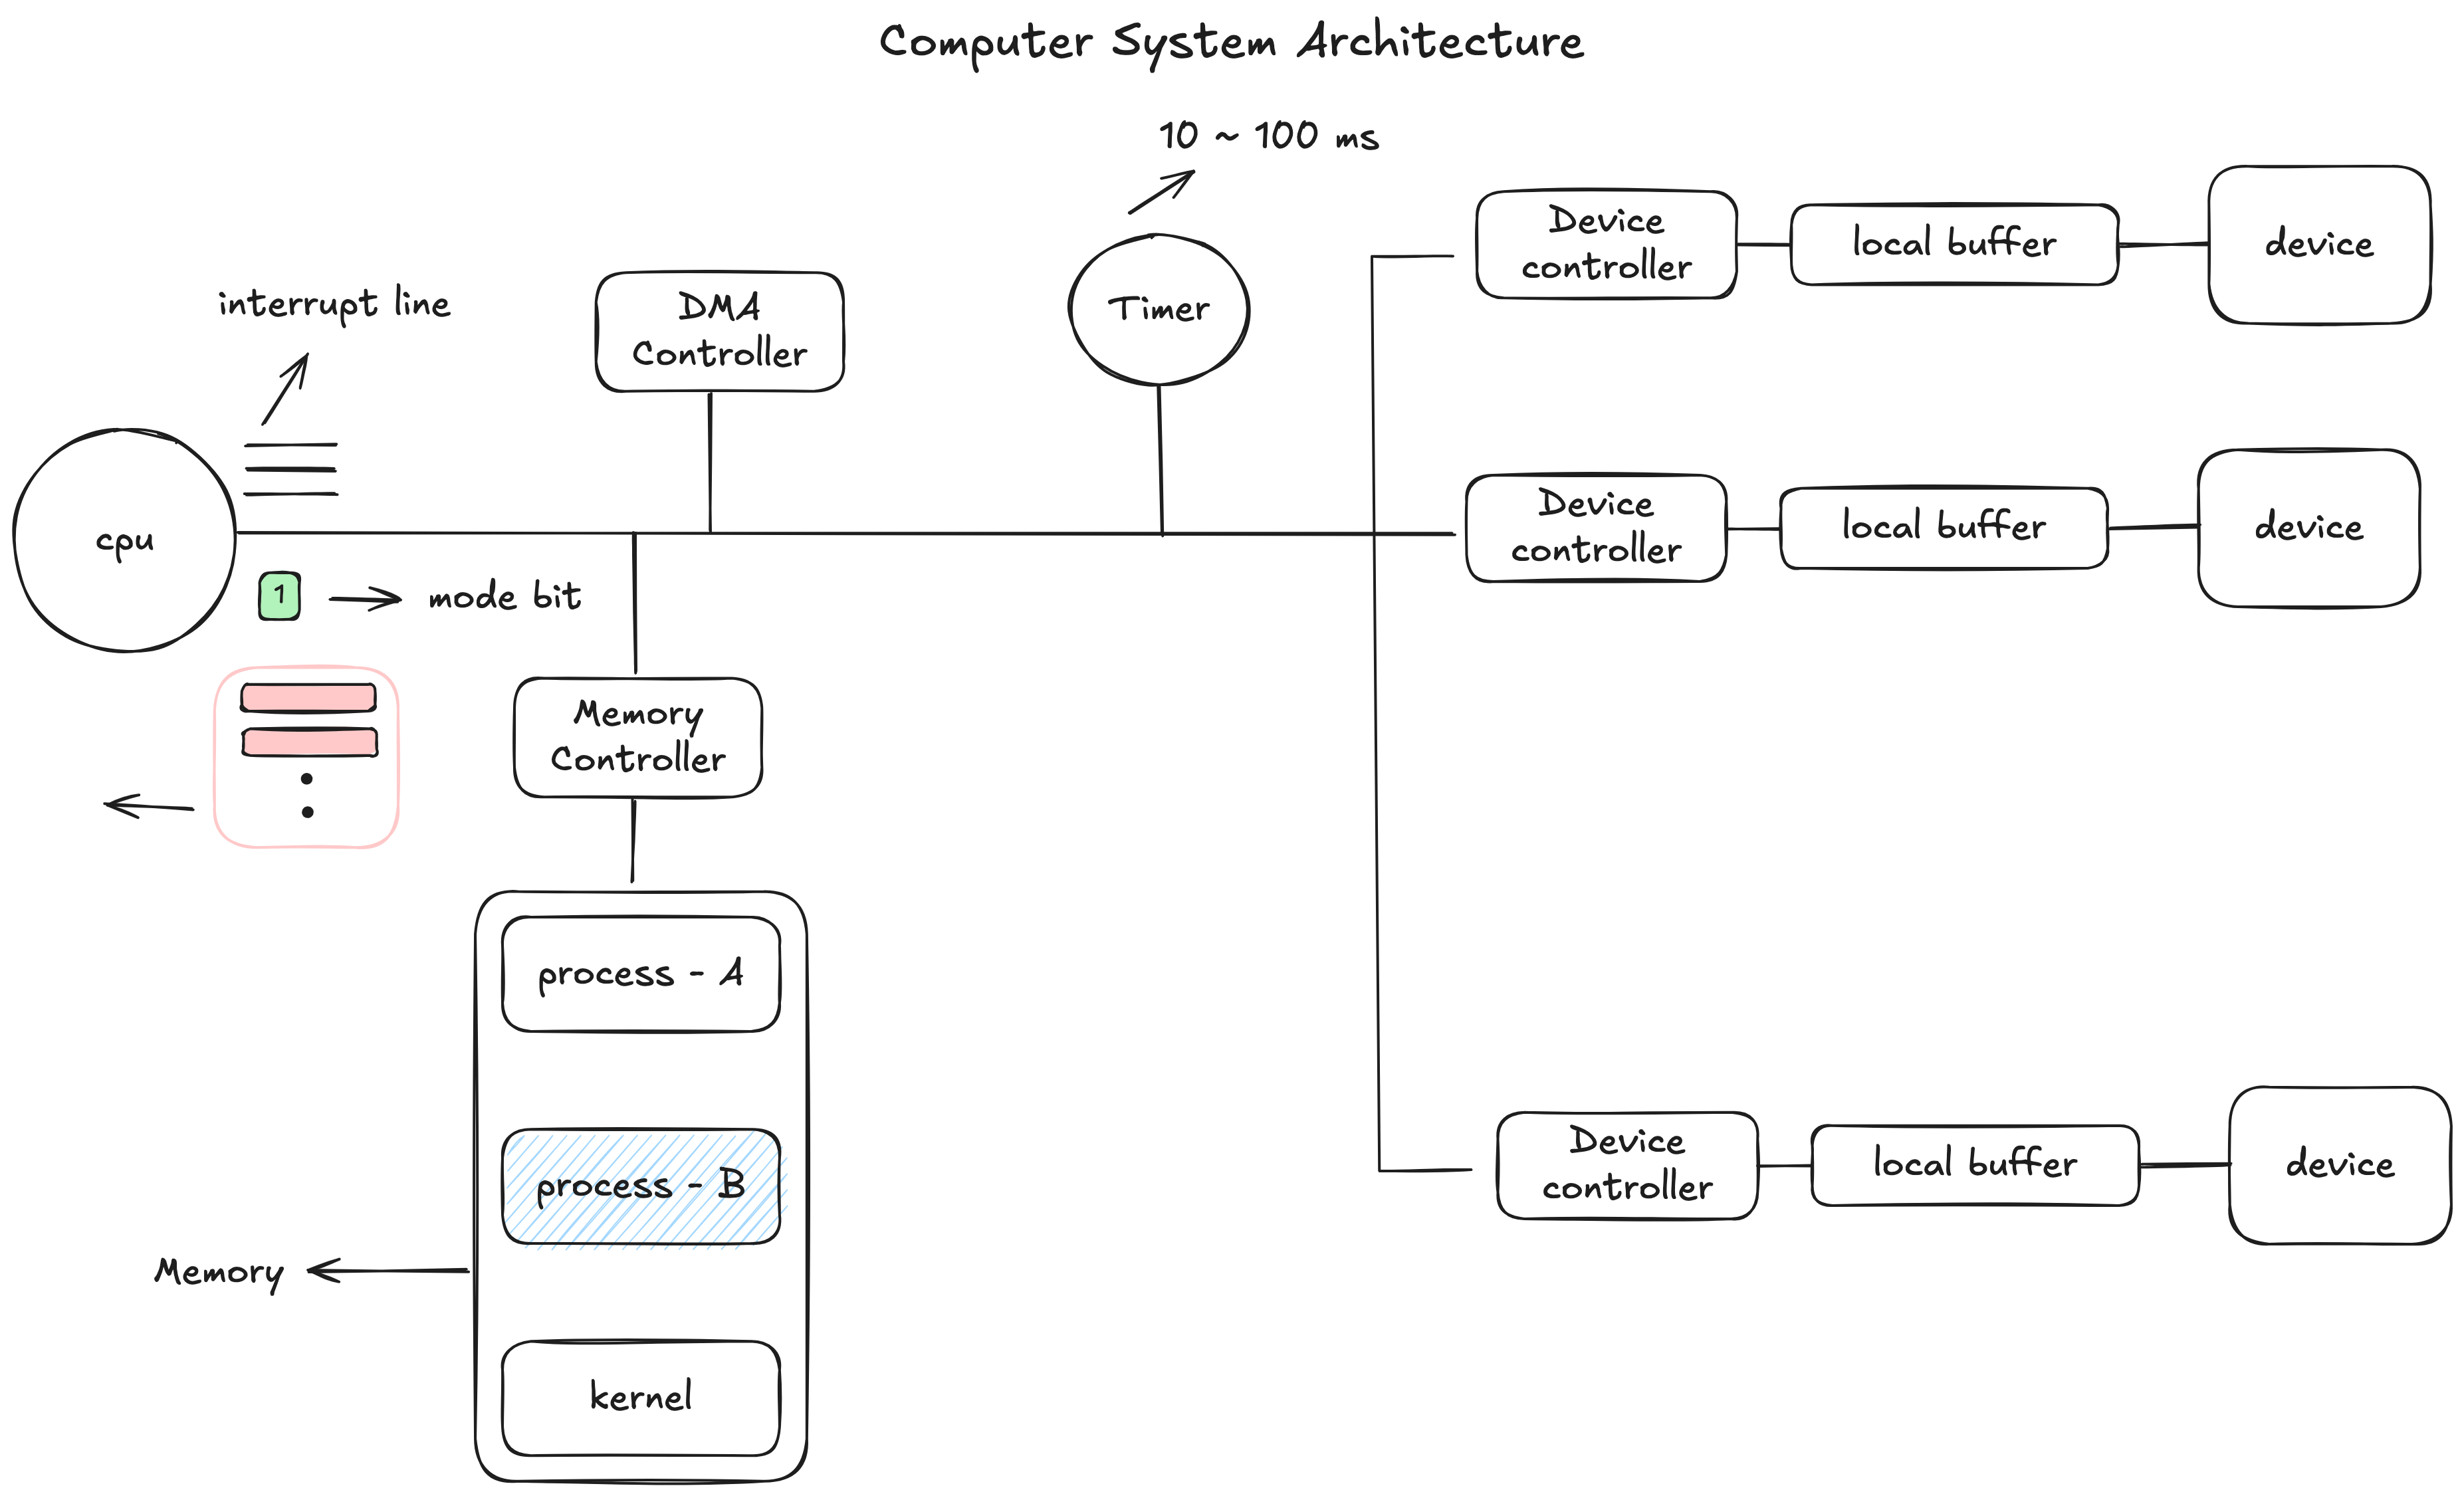 Computer System Architecture
10 ~ 100 ms
Device
controller
local buffer
device
interrupt line
DMA
Controller
Timer
cpu
Device
controller
local buffer
device
1
mode bit
Memory
Controller
process - A
process - B
Device
controller
local buffer
device
Memory
kernel